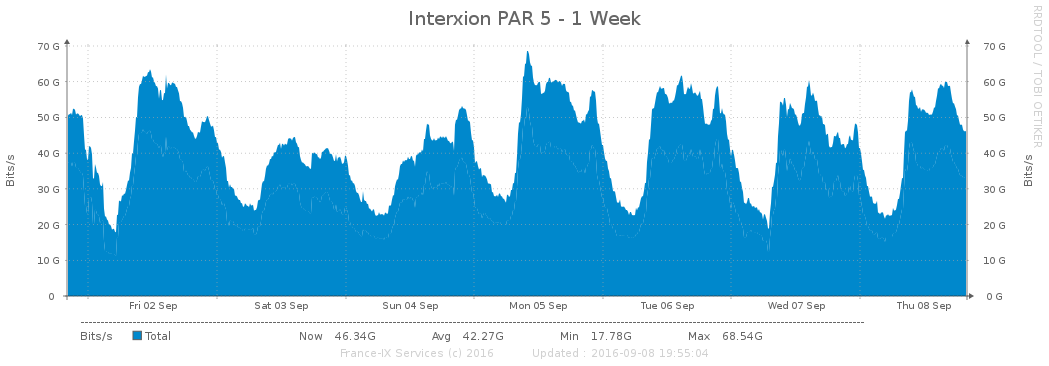 Interxion PAR 5 - 1 Week
RRDTOOL / TOBI OETIKER
Bits/s
70 G 70 G
60 G 60 G
50 G 50 G
40 G 40 G
30 G 30 G
20 G 20 G
10 G 10 G
0 0 G
Bits/s
Fri 02 Sep Sat 03 Sep Sun 04 Sep Mon 05 Sep Tue 06 Sep Wed 07 Sep Thu 08 Sep
Bits/s Total Now 46.34G Avg 42.27G Min 17.78G Max 68.54G
France-IX Services (c) 2016 Updated : 2016-09-08 19:55:04